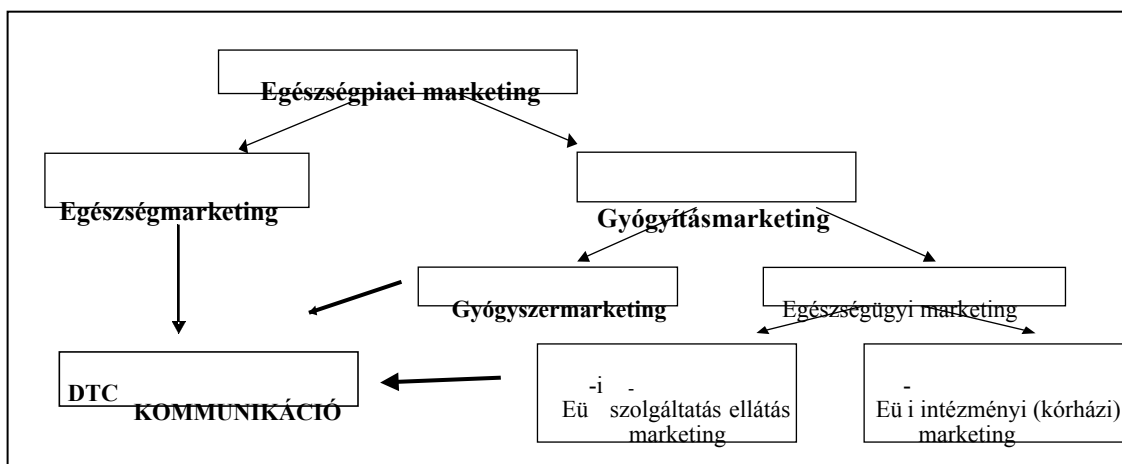 Egészségpiaci marketing
Egészségmarketing
Gyógyításmarketing
Gyógyszermarketing
Egészségügyi marketing
DTC
KOMMUNIKÁCIÓ
Eü-i szolgáltatás-ellátás
marketing
Eü-i intézményi (kórházi)
marketing